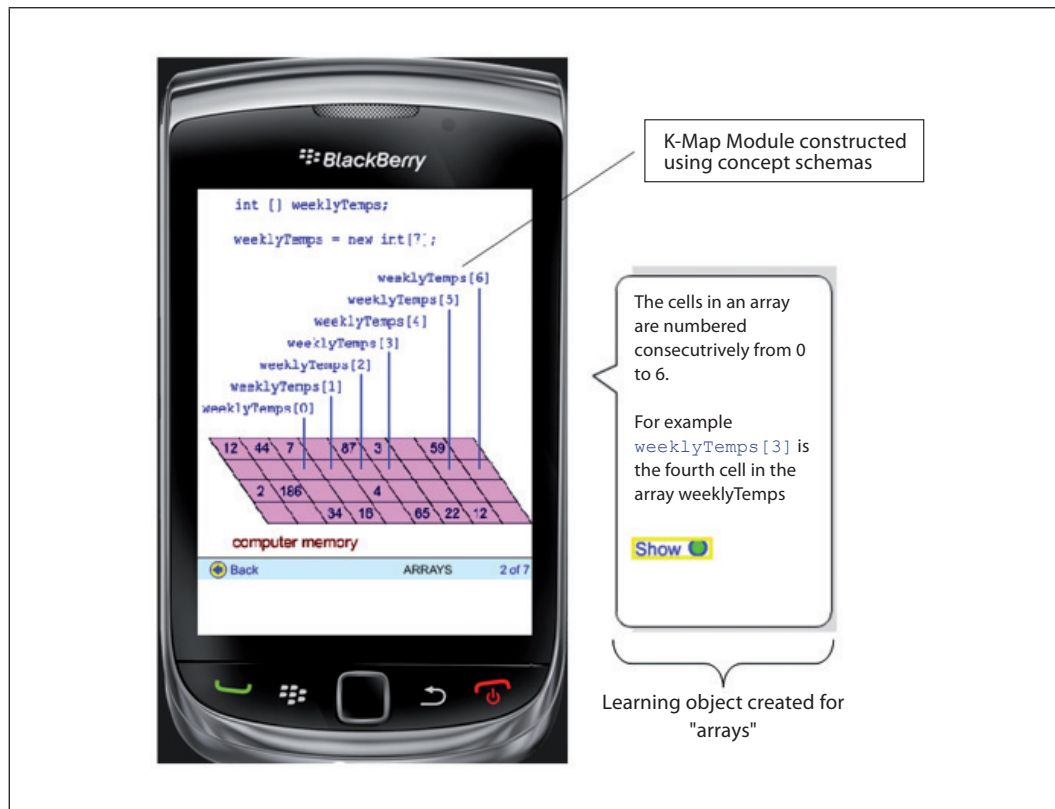 BlackBerry
int [] weeklyTemps;
weeklyTemps = new int[7];
weeklyTemps[6]
weeklyTemps[5]
weeklyTemps[4]
weeklyTemps[3]
weeklyTemps[2]
weeklyTemps[1]
weeklyTemps[0]
12 44 7 87 3 59
2 186 4
34 18 65 22 12
computer memory
Back ARRAYS 2 of 7
K-Map Module constructed
using concept schemas
The cells in an array
are numbered
consecutrively from 0
to 6.
For example
weeklyTemps[3] is
the fourth cell in the
array weeklyTemps
Show
Learning object created for
"arrays"